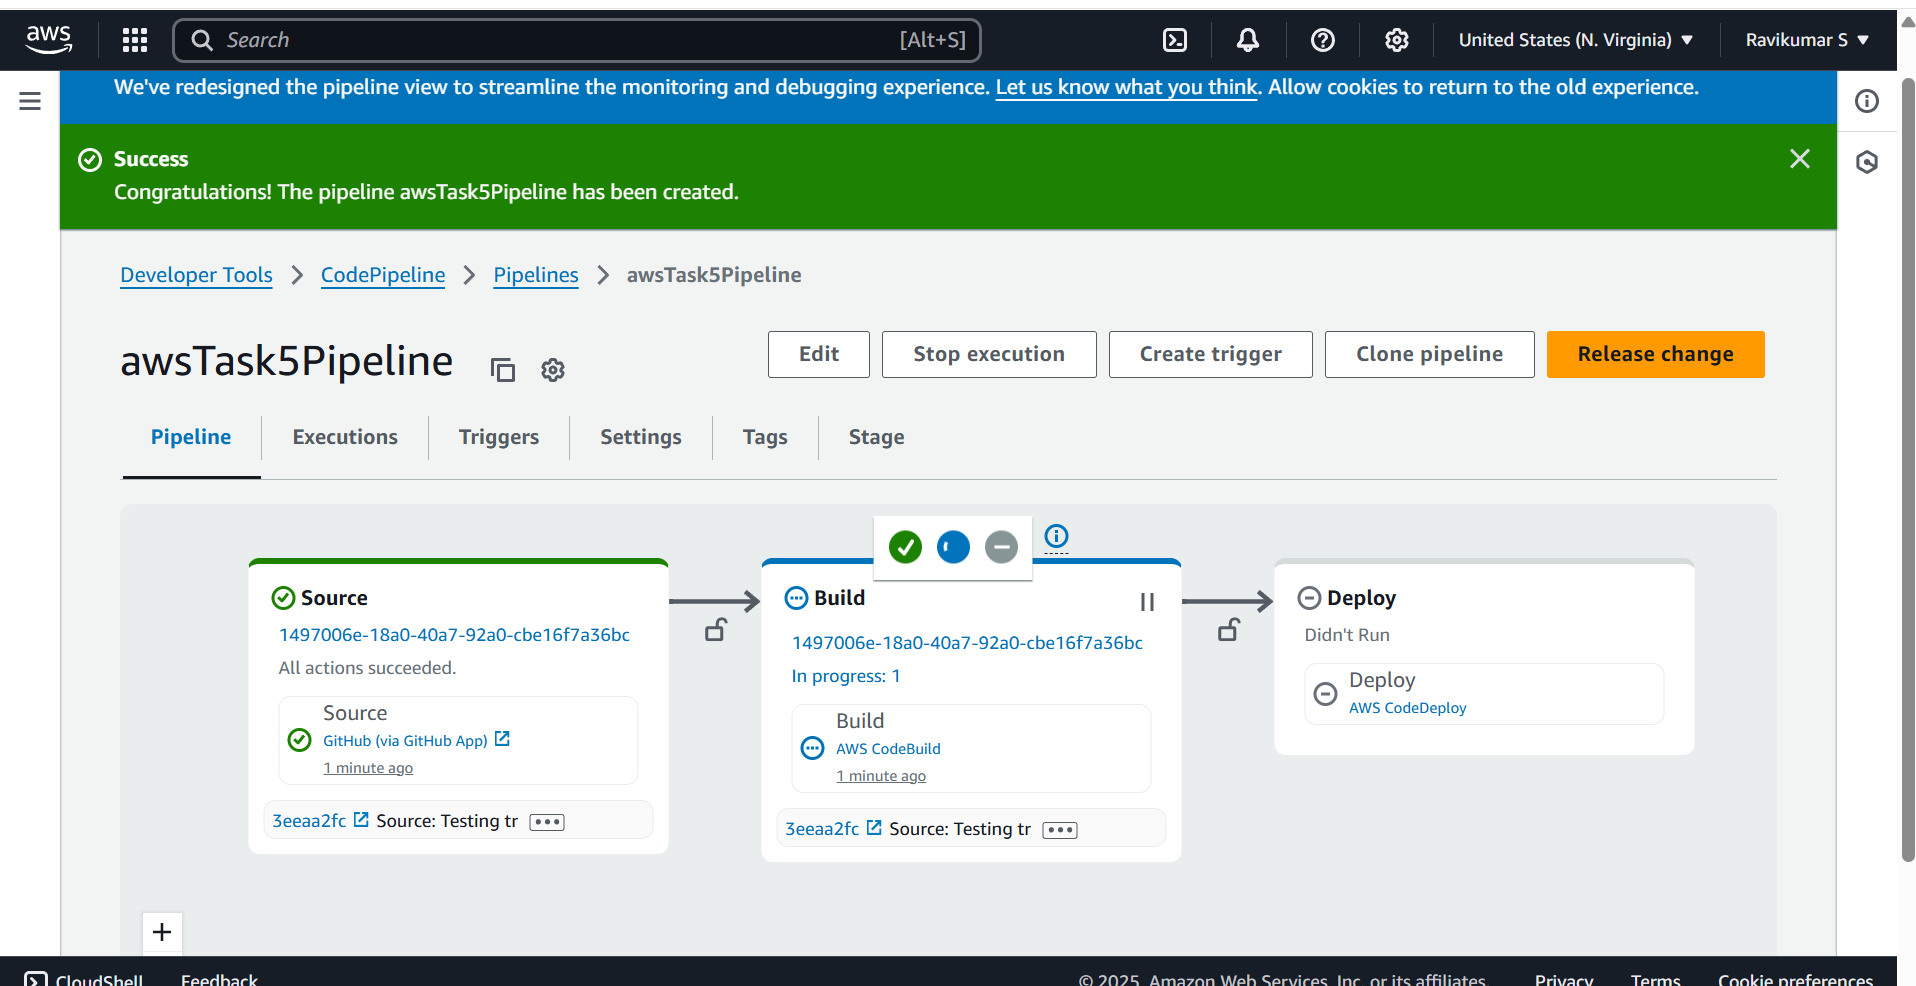 aws
Search [Alt+S] United States (N. Virginia) Ravikumar S
We've redesigned the pipeline view to streamline the monitoring and debugging experience. Let us know what you think. Allow cookies to return to the old experience.
Success
Congratulations! The pipeline awsTask5Pipeline has been created.
Developer Tools > CodePipeline > Pipelines > awsTask5Pipeline
awsTask5Pipeline
Edit Stop execution Create trigger Clone pipeline Release change
Pipeline Executions Triggers Settings Tags Stage
Source
1497006e-18a0-40a7-92a0-cbe16f7a36bc
All actions succeeded.
Source
GitHub (via GitHub App)
1 minute ago
3eeaa2fc Source: Testing tr
Build
1497006e-18a0-40a7-92a0-cbe16f7a36bc
In progress: 1
Build
AWS CodeBuild
1 minute ago
3eeaa2fc Source: Testing tr
Deploy
Didn't Run
Deploy
AWS CodeDeploy
CloudShell Feedback © 2025, Amazon Web Services, Inc. or its affiliates. Privacy Terms Cookie preferences